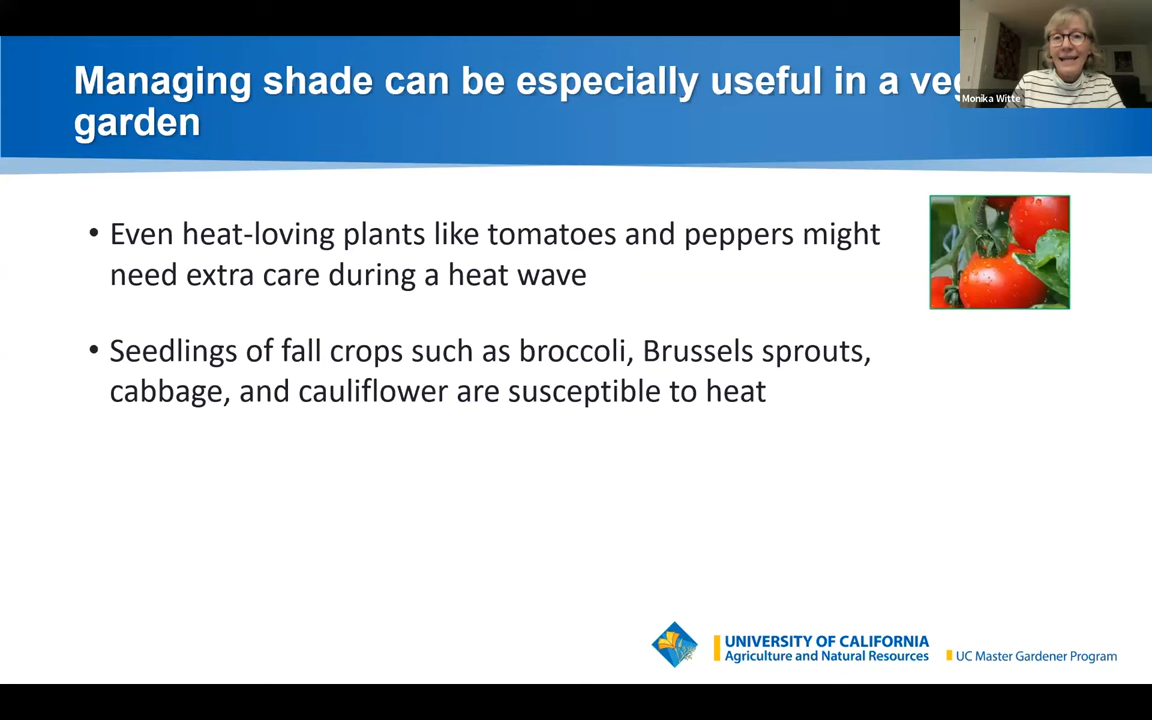 Managing shade can be especially useful in a
garden
Monika Witte
• Even heat-loving plants like tomatoes and peppers might
need extra care during a heat wave
• Seedlings of fall crops such as broccoli, Brussels sprouts,
cabbage, and cauliflower are susceptible to heat
UNIVERSITY OF CALIFORNIA
Agriculture and Natural Resources
UC Master Gardener Program